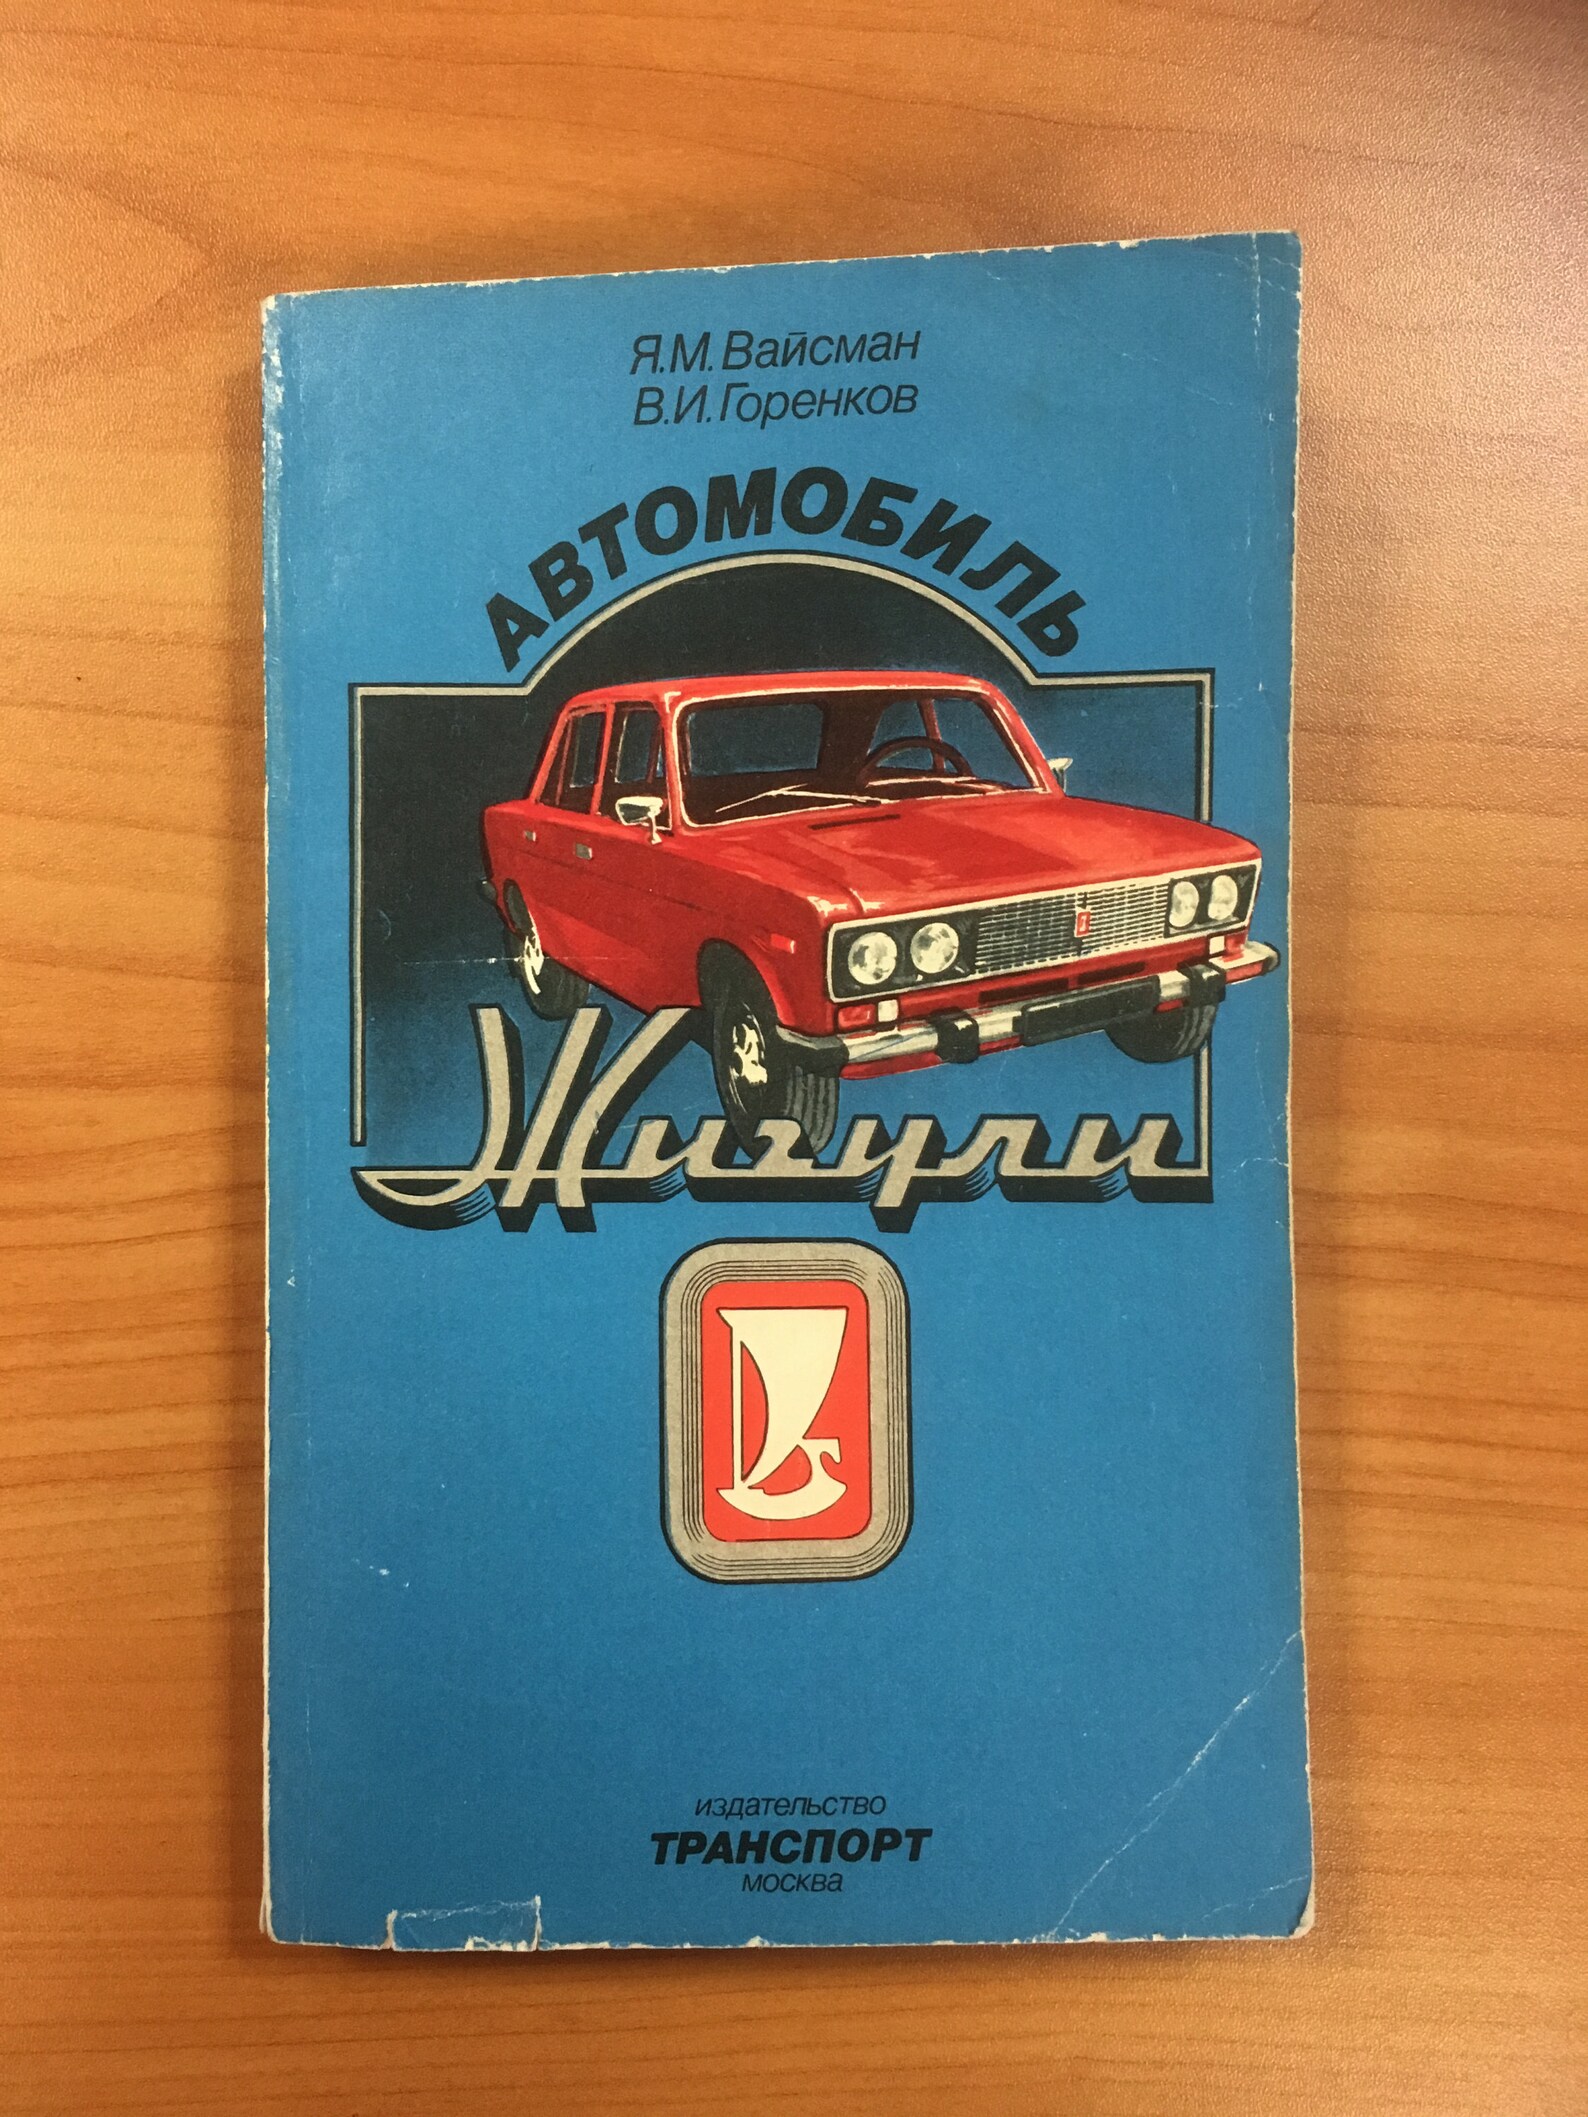 Я.М. Вайсман
В.И. Горенков
АВТОМОБИЛЬ
Жигули
издательство
ТРАНСПОРТ
москва